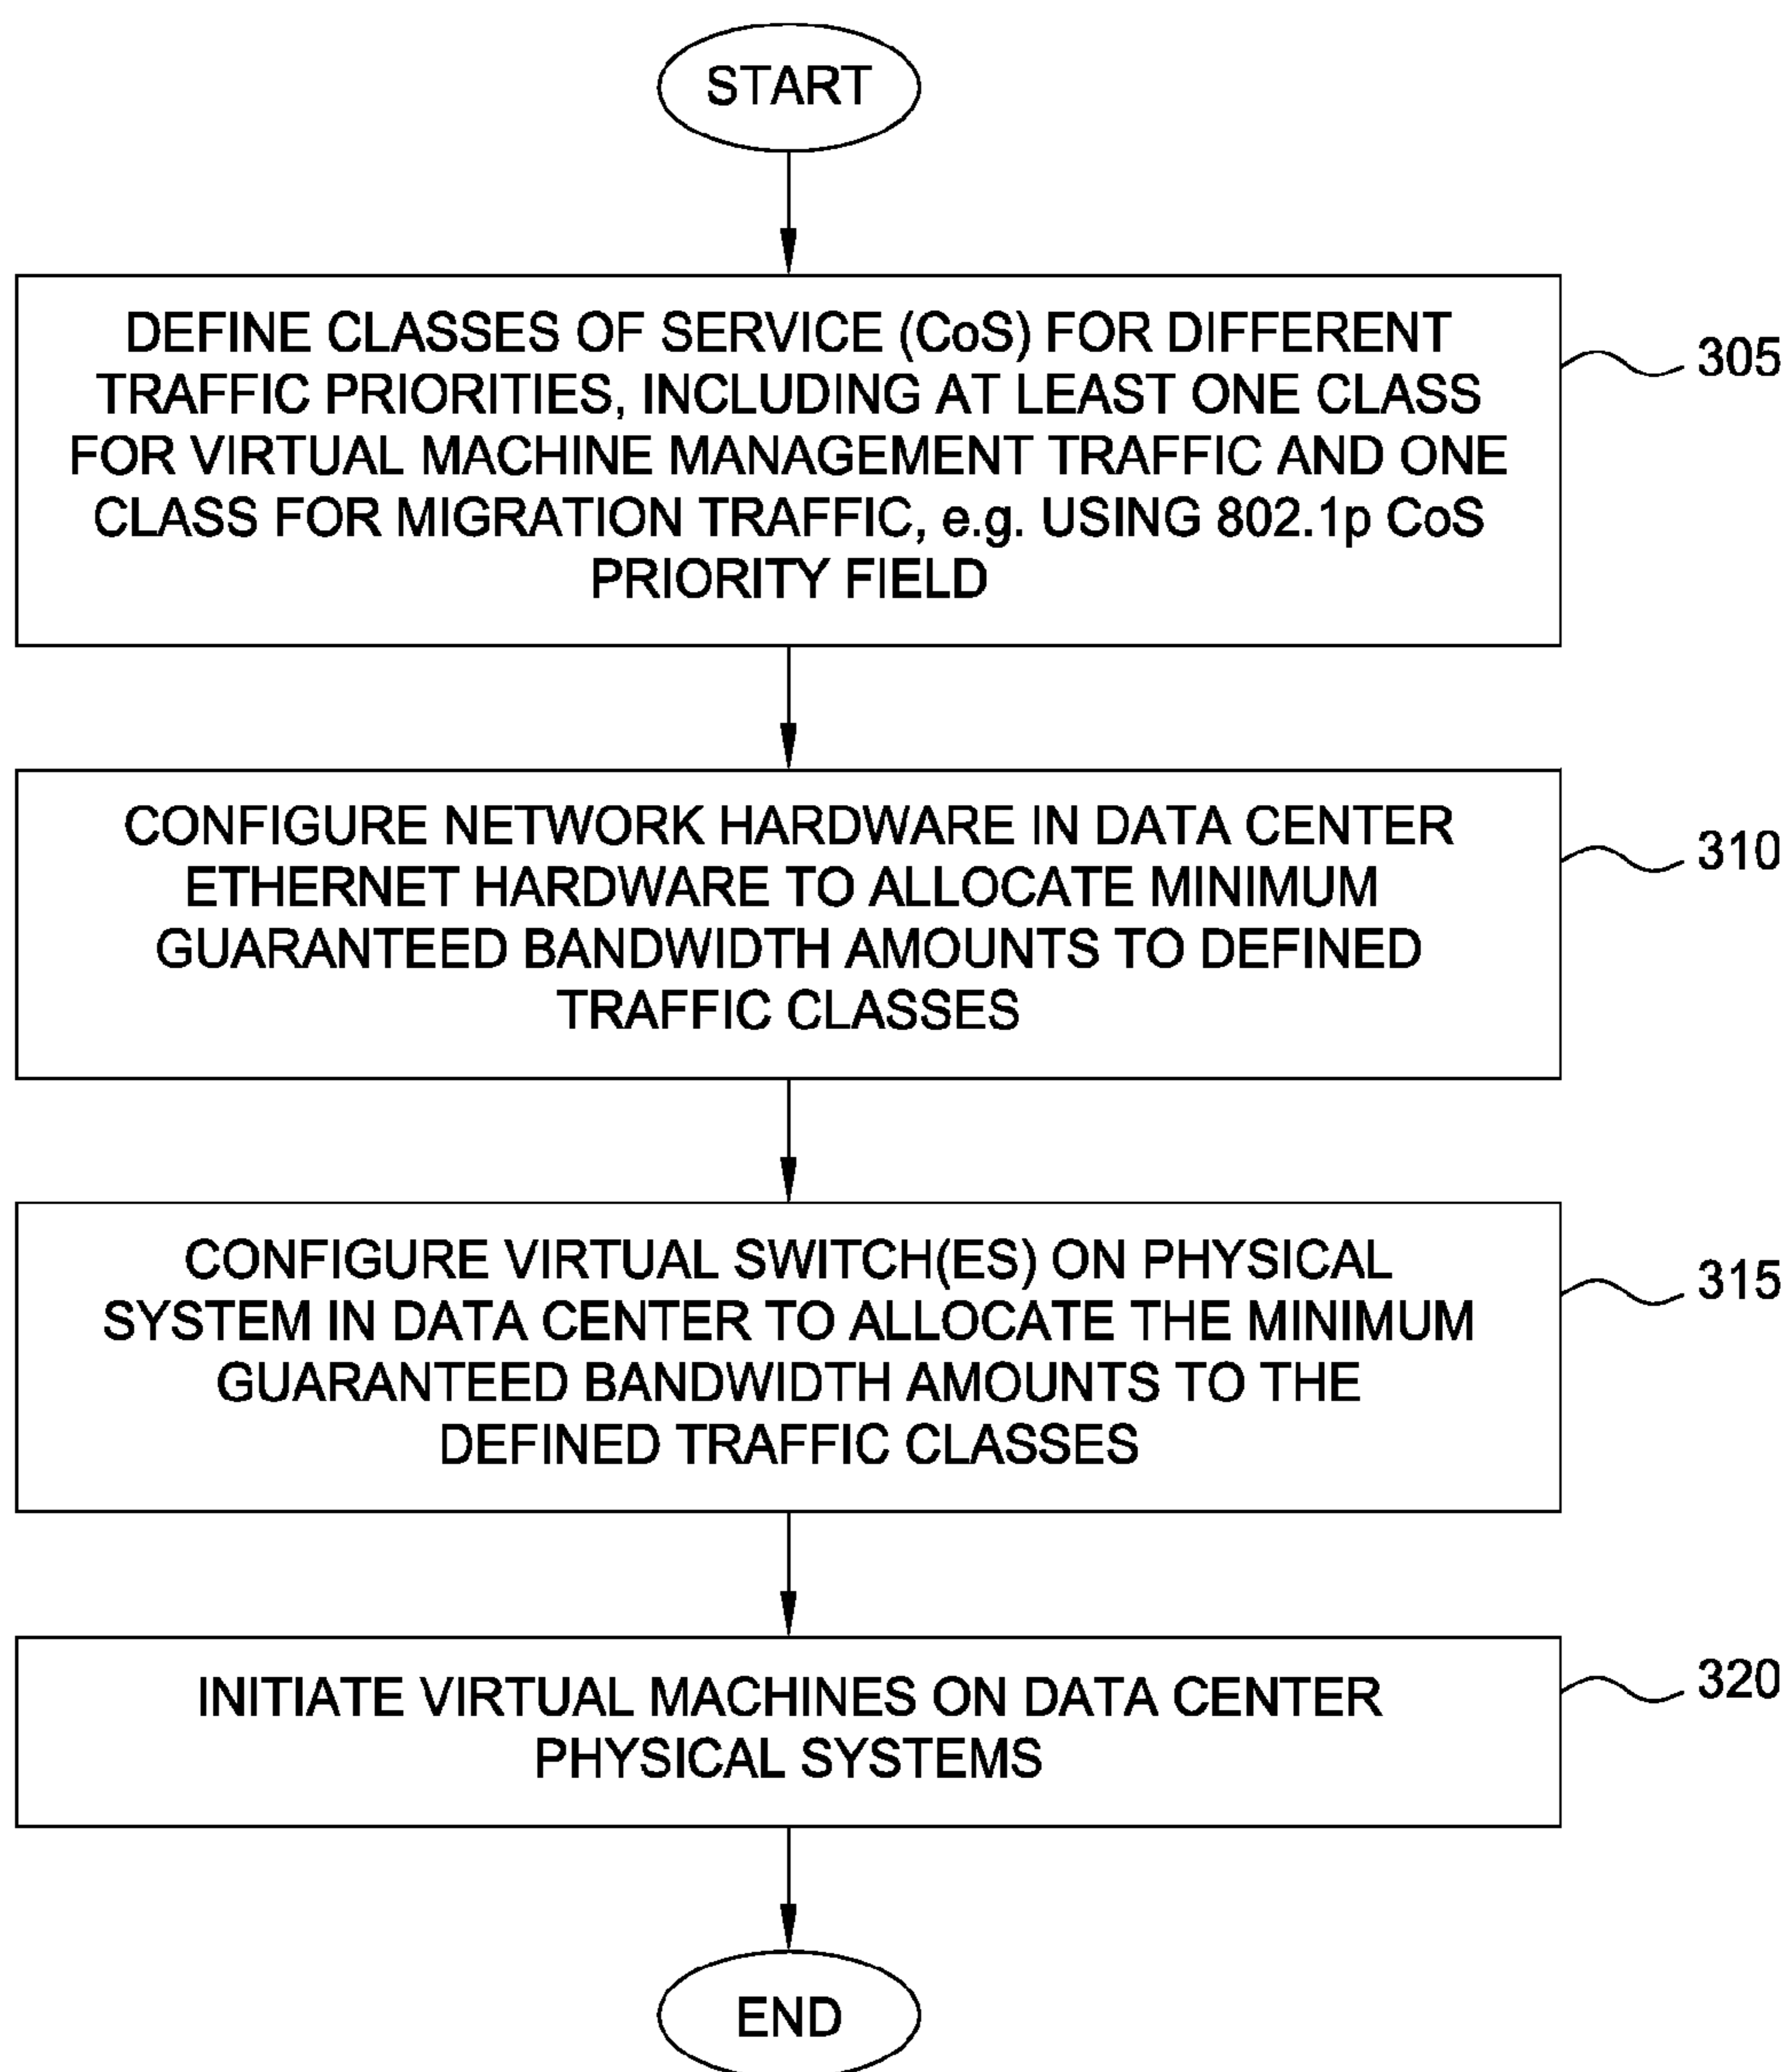 START
DEFINE CLASSES OF SERVICE (CoS) FOR DIFFERENT
TRAFFIC PRIORITIES, INCLUDING AT LEAST ONE CLASS
FOR VIRTUAL MACHINE MANAGEMENT TRAFFIC AND ONE
CLASS FOR MIGRATION TRAFFIC, e.g. USING 802.1p CoS
PRIORITY FIELD
305
CONFIGURE NETWORK HARDWARE IN DATA CENTER
ETHERNET HARDWARE TO ALLOCATE MINIMUM
GUARANTEED BANDWIDTH AMOUNTS TO DEFINED
TRAFFIC CLASSES
310
CONFIGURE VIRTUAL SWITCH(ES) ON PHYSICAL
SYSTEM IN DATA CENTER TO ALLOCATE THE MINIMUM
GUARANTEED BANDWIDTH AMOUNTS TO THE
DEFINED TRAFFIC CLASSES
315
INITIATE VIRTUAL MACHINES ON DATA CENTER
PHYSICAL SYSTEMS
320
END